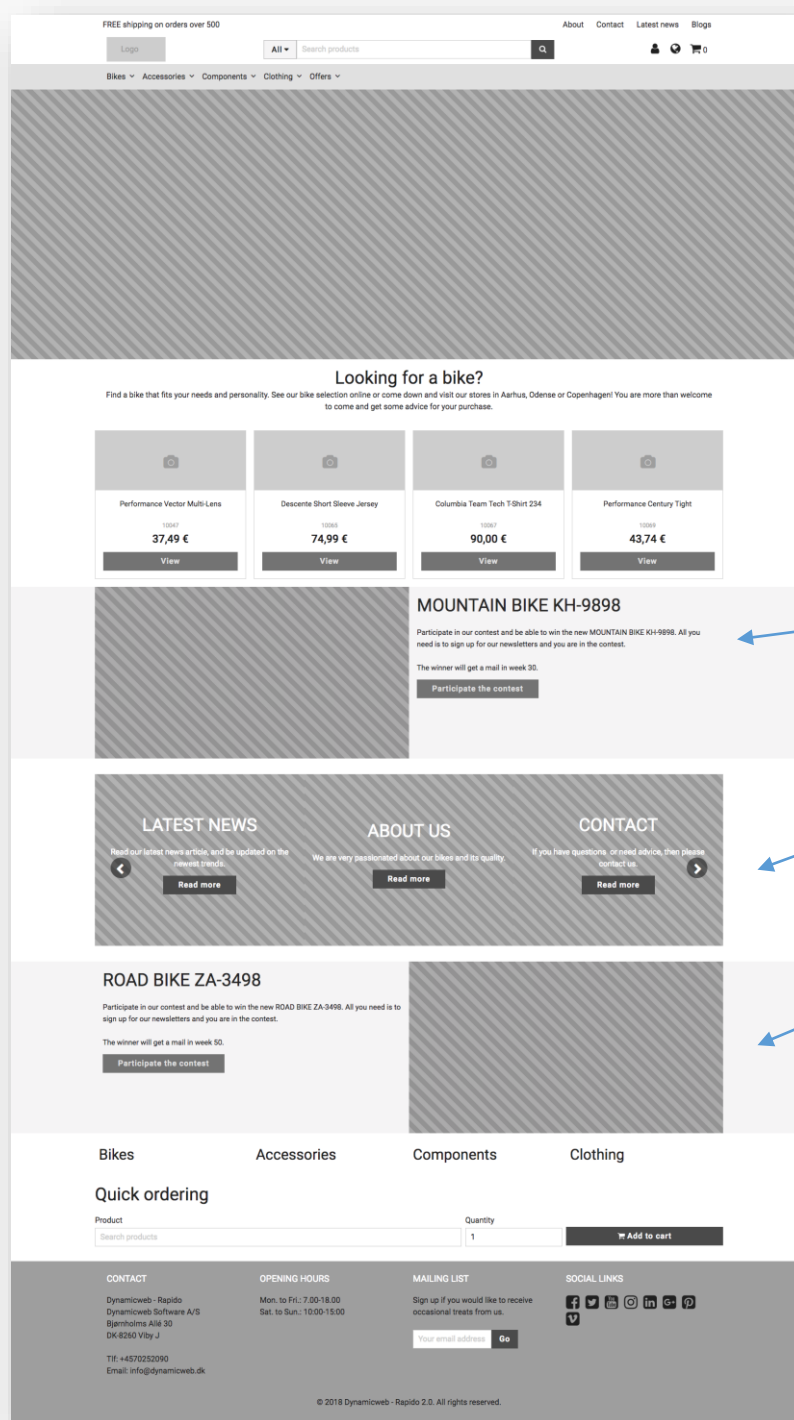 FREE shipping on orders over 500
About Contact Latest news Blogs
Logo
All Search products
0
Bikes Accessories Components Clothing Offers
Looking for a bike?
Find a bike that fits your needs and personality. See our bike selection online or come down and visit our stores in Aarhus, Odense or Copenhagen! You are more than welcome
to come and get some advice for your purchase.
Performance Vector Multi-Lens
10047
37,49 €
View
Descente Short Sleeve Jersey
10065
74,99 €
View
Columbia Team Tech T-Shirt 234
10067
90,00 €
View
Performance Century Tight
10069
43,74 €
View
MOUNTAIN BIKE KH-9898
Participate in our contest and be able to win the new MOUNTAIN BIKE KH-9898. All you
need is to sign up for our newsletters and you are in the contest.
The winner will get a mail in week 30.
Participate the contest
LATEST NEWS
Read our latest news article, and be updated on the
newest trends.
Read more
ABOUT US
We are very passionated about our bikes and its quality.
Read more
CONTACT
If you have questions or need advice, then please
contact us.
Read more
ROAD BIKE ZA-3498
Participate in our contest and be able to win the new ROAD BIKE ZA-3498. All you need is to
sign up for our newsletters and you are in the contest.
The winner will get a mail in week 50.
Participate the contest
Bikes Accessories Components Clothing
Quick ordering
Product Quantity
Search products 1 Add to cart
CONTACT
Dynamicweb - Rapido
Dynamicweb Software A/S
Bjørnholms Allé 30
DK-8260 Viby J
Tlf: +4570252090
Email: info@dynamicweb.dk
OPENING HOURS
Mon. to Fri.: 7.00-18.00
Sat. to Sun.: 10:00-15:00
MAILING LIST
Sign up if you would like to receive
occasional treats from us.
Your email address Go
SOCIAL LINKS
© 2018 Dynamicweb - Rapido 2.0. All rights reserved.